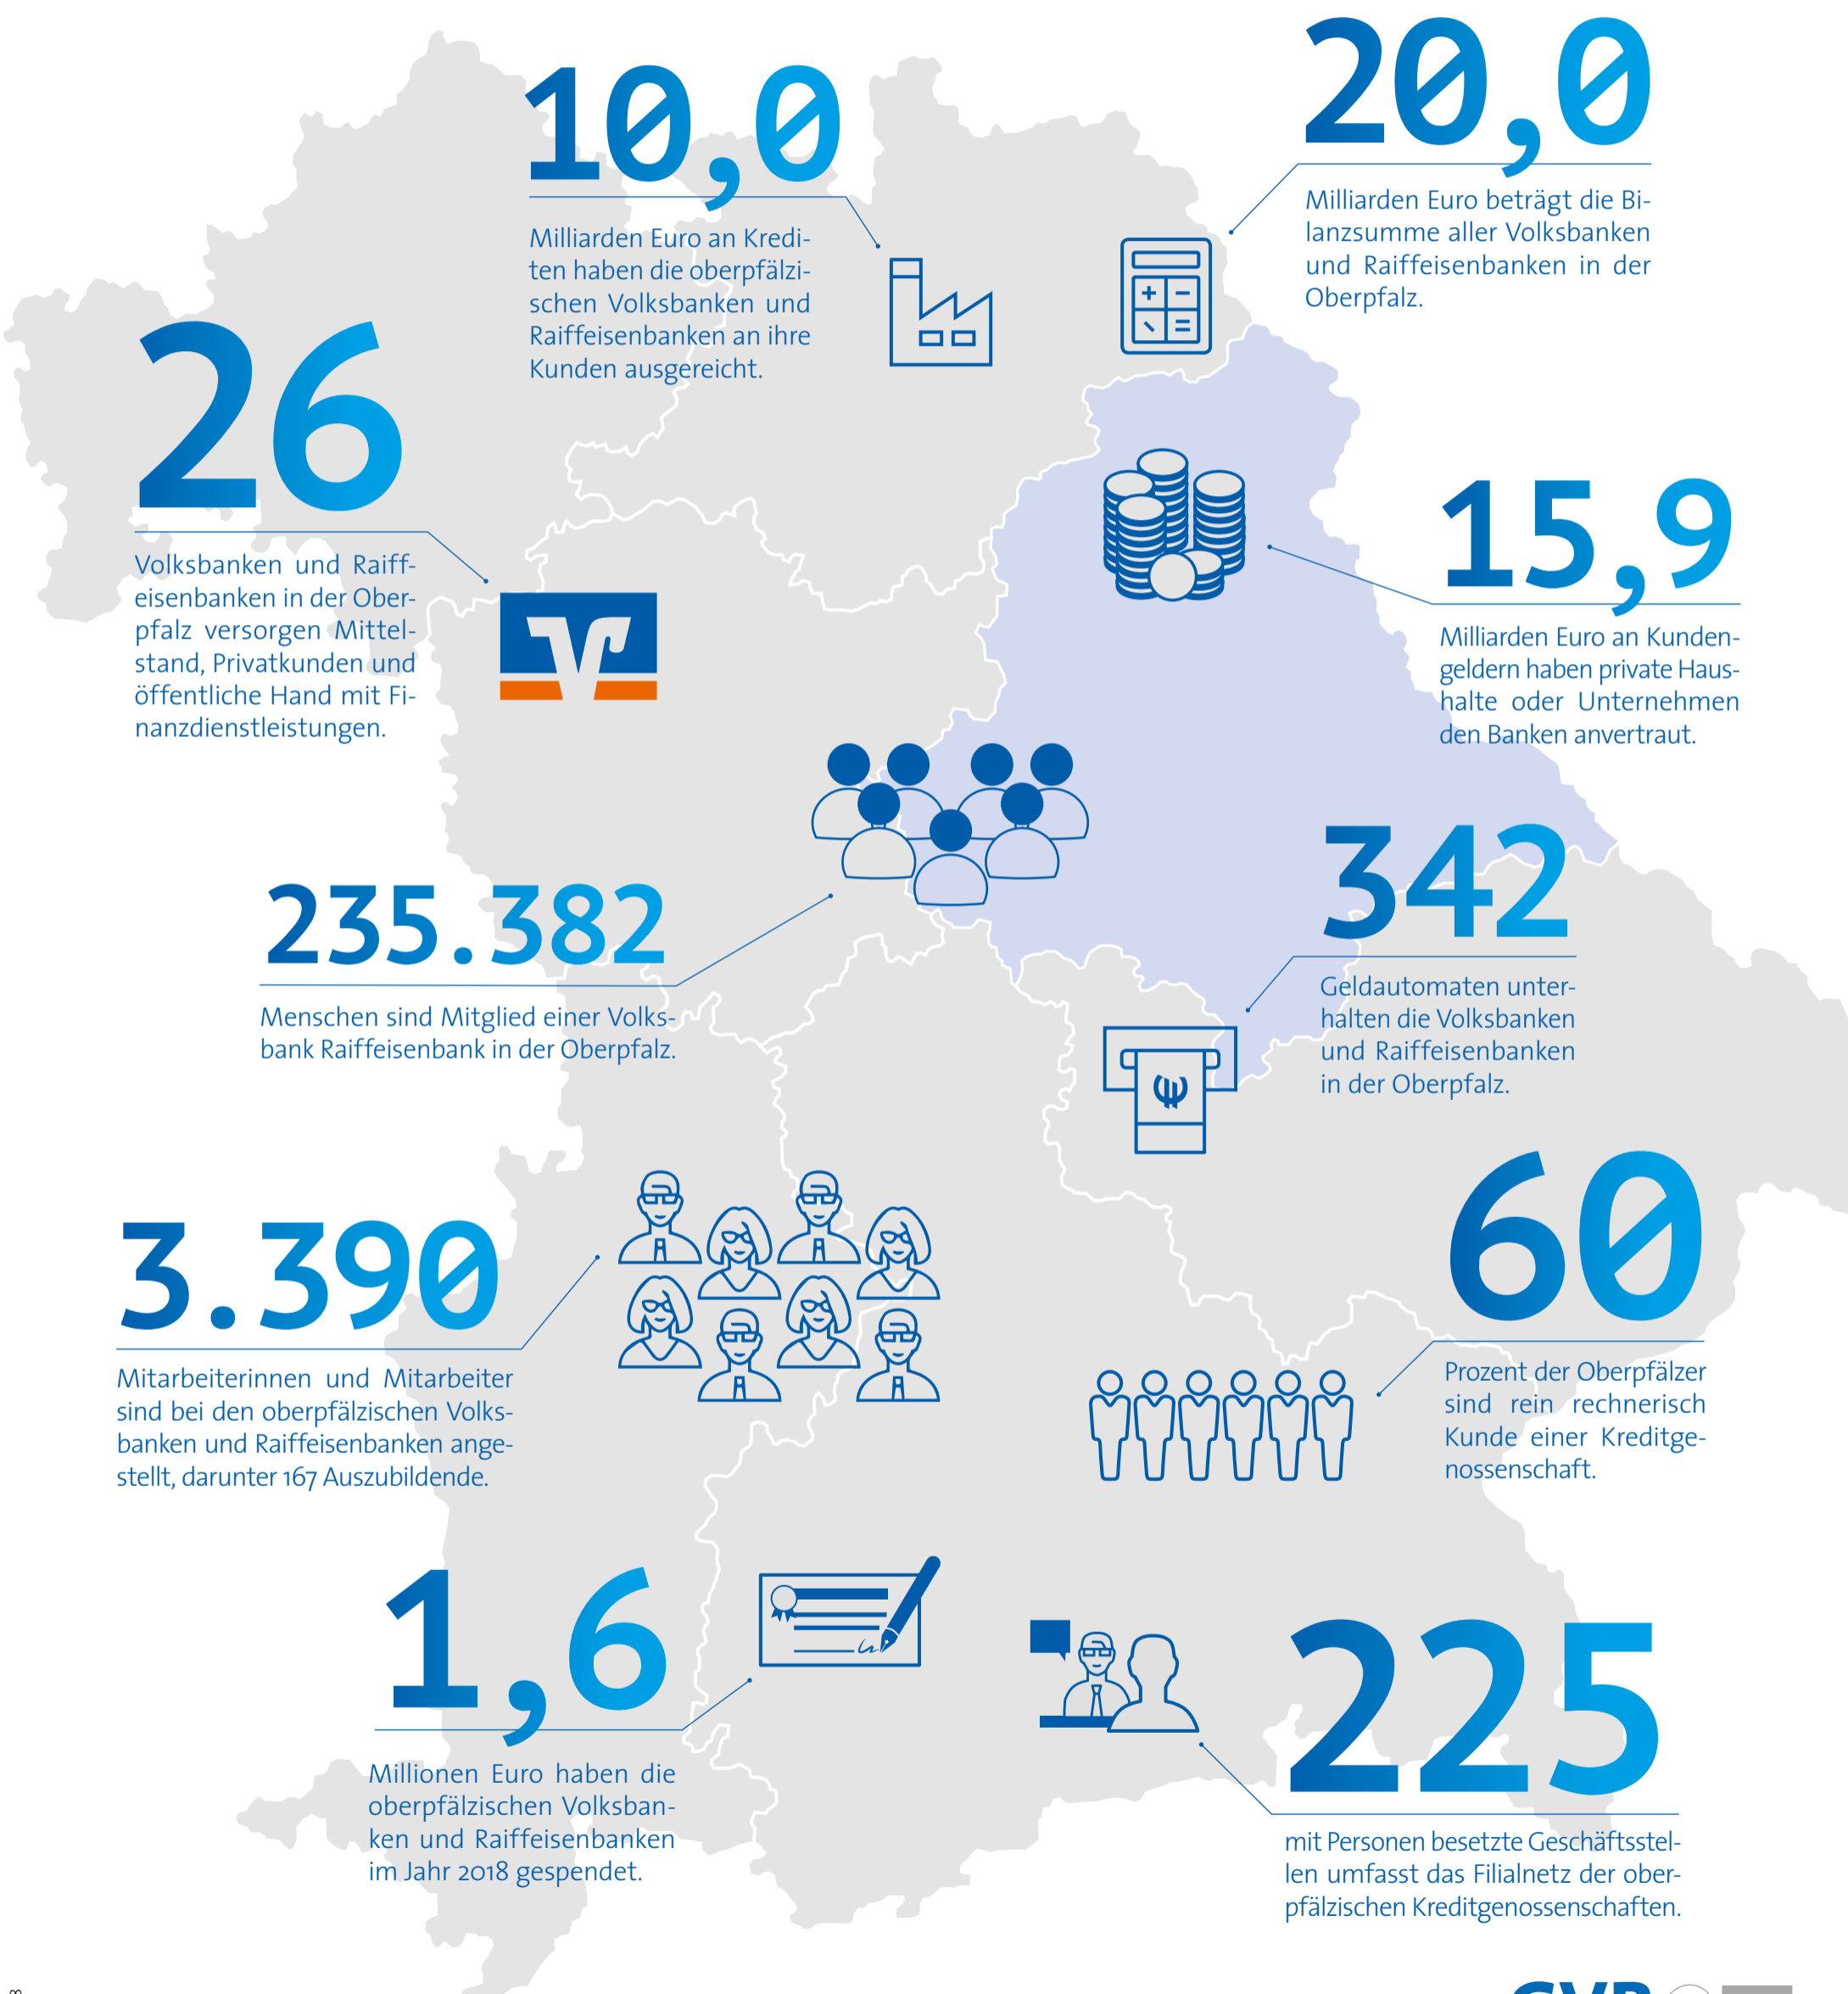 10,0
Milliarden Euro an Kredi-
ten haben die oberpfälzi-
schen Volksbanken und
Raiffeisenbanken an ihre
Kunden ausgereicht.
20,0
Milliarden Euro beträgt die Bi-
lanzsumme aller Volksbanken
und Raiffeisenbanken in der
Oberpfalz.
26
Volksbanken und Raiff-
eisenbanken in der Ober-
pfalz versorgen Mittel-
stand, Privatkunden und
öffentliche Hand mit Fi-
nanzdienstleistungen.
15,9
Milliarden Euro an Kunden-
geldern haben private Haus-
halte oder Unternehmen
den Banken anvertraut.
235.382
Menschen sind Mitglied einer Volks-
bank Raiffeisenbank in der Oberpfalz.
342
Geldautomaten unter-
halten die Volksbanken
und Raiffeisenbanken
in der Oberpfalz.
3.390
Mitarbeiterinnen und Mitarbeiter
sind bei den oberpfälzischen Volks-
banken und Raiffeisenbanken ange-
stellt, darunter 167 Auszubildende.
60
Prozent der Oberpfälzer
sind rein rechnerisch
Kunde einer Kreditge-
nossenschaft.
1,6
Millionen Euro haben die
oberpfälzischen Volksban-
ken und Raiffeisenbanken
im Jahr 2018 gespendet.
225
mit Personen besetzte Geschäftsstel-
len umfasst das Filialnetz der ober-
pfälzischen Kreditgenossenschaften.